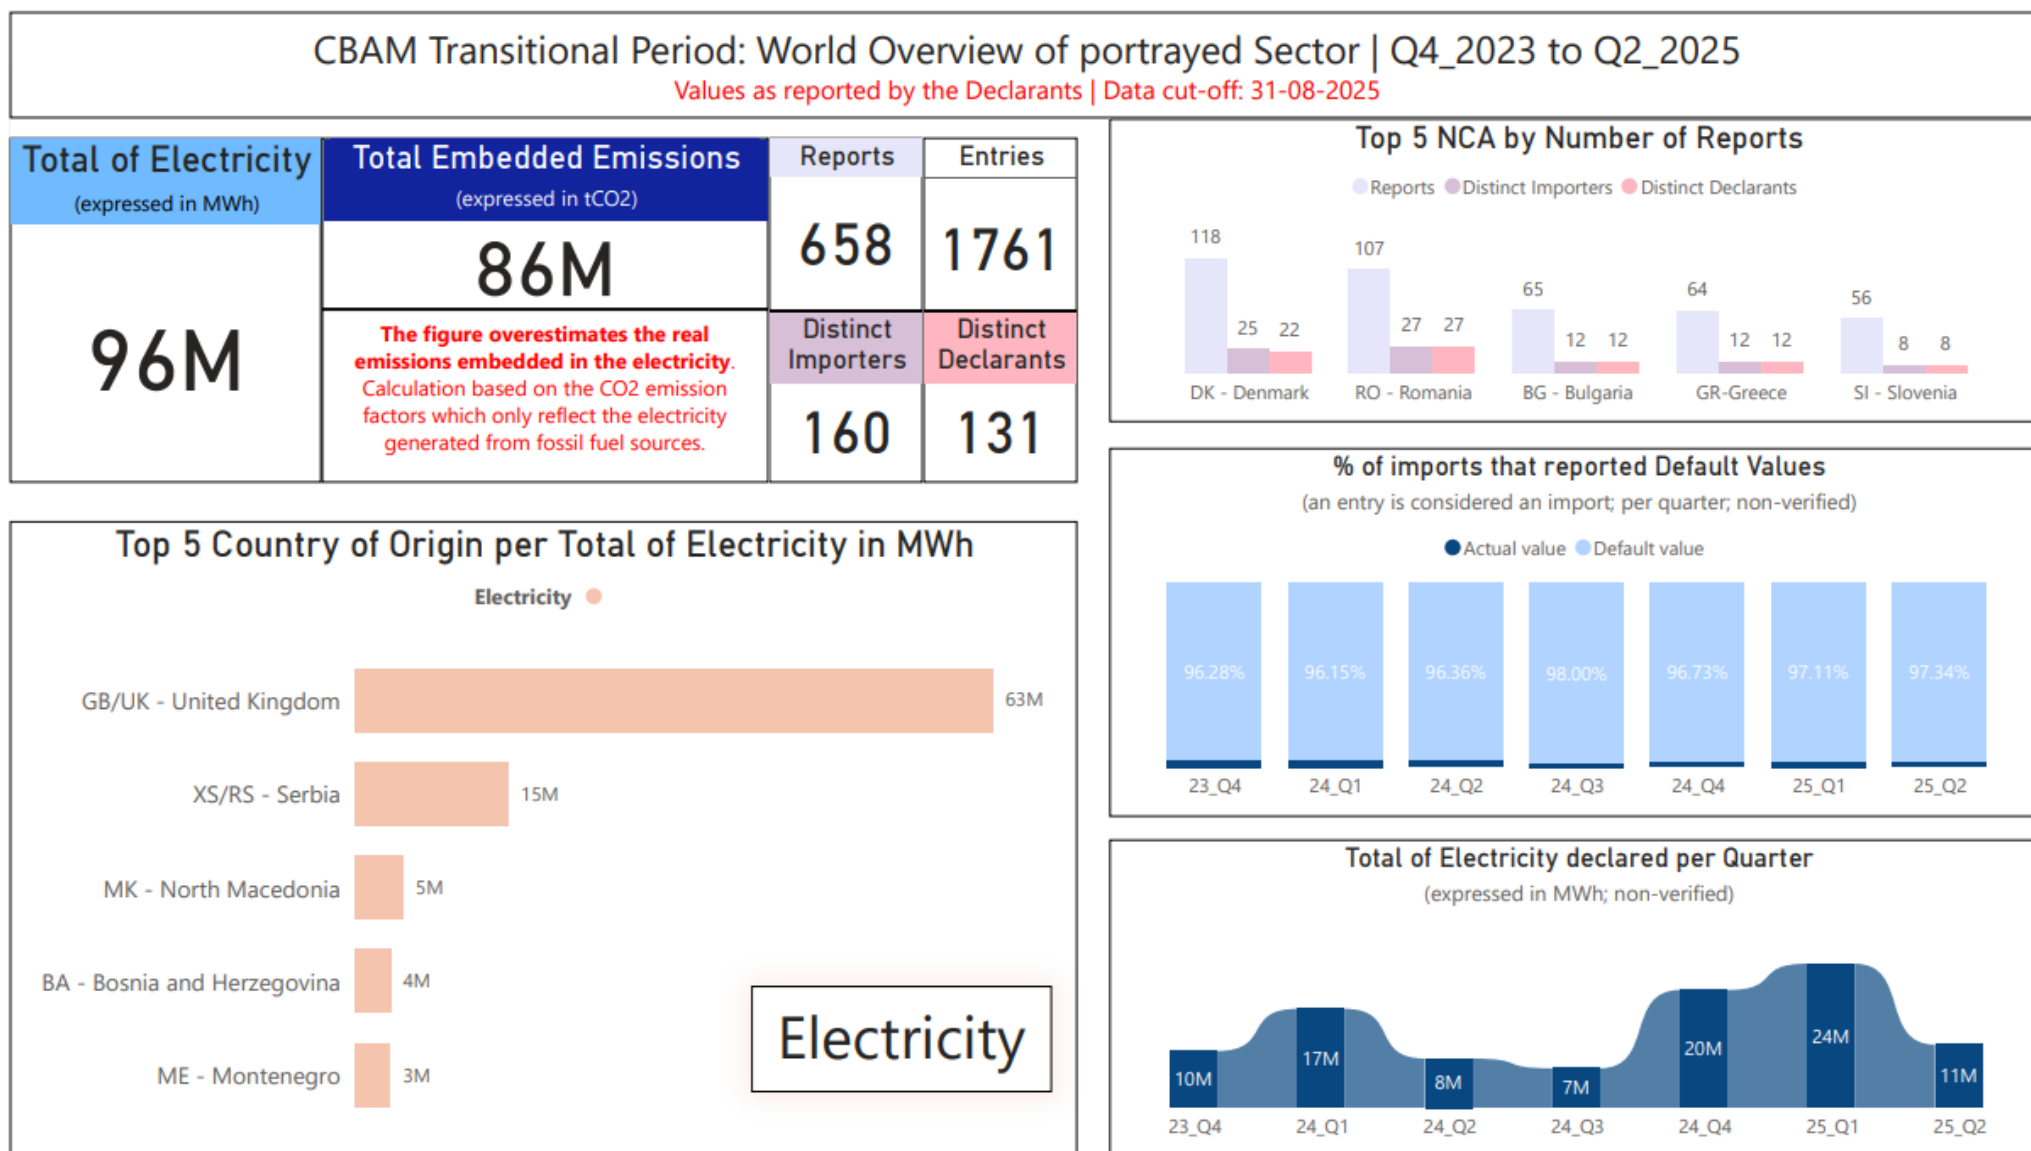 CBAM Transitional Period: World Overview of portrayed Sector | Q4_2023 to Q2_2025
Values as reported by the Declarants | Data cut-off: 31-08-2025
Total of Electricity
(expressed in MWh)
96M
Total Embedded Emissions
(expressed in tCO2)
86M
The figure overestimates the real
emissions embedded in the electricity.
Calculation based on the CO2 emission
factors which only reflect the electricity
generated from fossil fuel sources.
Reports
658
Entries
1761
Distinct
Importers
160
Distinct
Declarants
131
Top 5 Country of Origin per Total of Electricity in MWh
Electricity
GB/UK - United Kingdom 63M
XS/RS - Serbia 15M
MK - North Macedonia 5M
BA - Bosnia and Herzegovina 4M
ME - Montenegro 3M
Electricity
Top 5 NCA by Number of Reports
Reports Distinct Importers Distinct Declarants
118 25 22
107 27 27
65 12 12
64 12 12
56 8 8
DK - Denmark RO - Romania BG - Bulgaria GR-Greece SI - Slovenia
% of imports that reported Default Values
(an entry is considered an import; per quarter; non-verified)
Actual value Default value
96.28% 96.15% 96.36% 98.00% 96.73% 97.11% 97.34%
23_Q4 24_Q1 24_Q2 24_Q3 24_Q4 25_Q1 25_Q2
Total of Electricity declared per Quarter
(expressed in MWh; non-verified)
10M 17M 8M 7M 20M 24M 11M
23_Q4 24_Q1 24_Q2 24_Q3 24_Q4 25_Q1 25_Q2